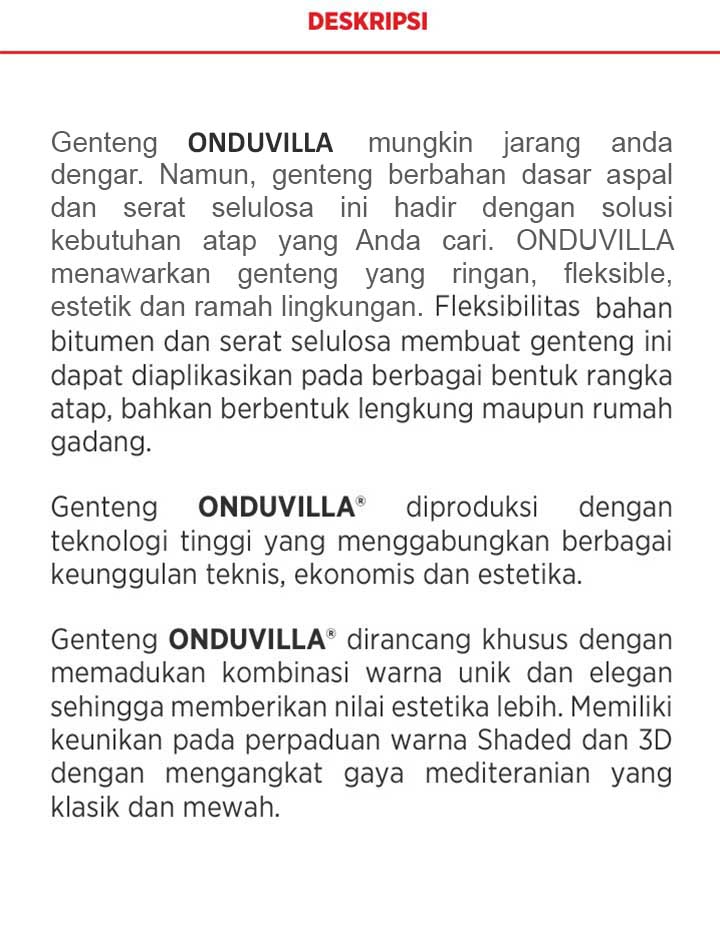 DESKRIPSI
Genteng ONDUVILLA mungkin jarang anda
dengar. Namun, genteng berbahan dasar aspal
dan serat selulosa ini hadir dengan solusi
kebutuhan atap yang Anda cari. ONDUVILLA
menawarkan genteng yang ringan, fleksible,
estetik dan ramah lingkungan. Fleksibilitas bahan
bitumen dan serat selulosa membuat genteng ini
dapat diaplikasikan pada berbagai bentuk rangka
atap, bahkan berbentuk lengkung maupun rumah
gadang.
Genteng ONDUVILLA® diproduksi dengan
teknologi tinggi yang menggabungkan berbagai
keunggulan teknis, ekonomis dan estetika.
Genteng ONDUVILLA® dirancang khusus dengan
memadukan kombinasi warna unik dan elegan
sehingga memberikan nilai estetika lebih. Memiliki
keunikan pada perpaduan warna Shaded dan 3D
dengan mengangkat gaya mediteranian yang
klasik dan mewah.